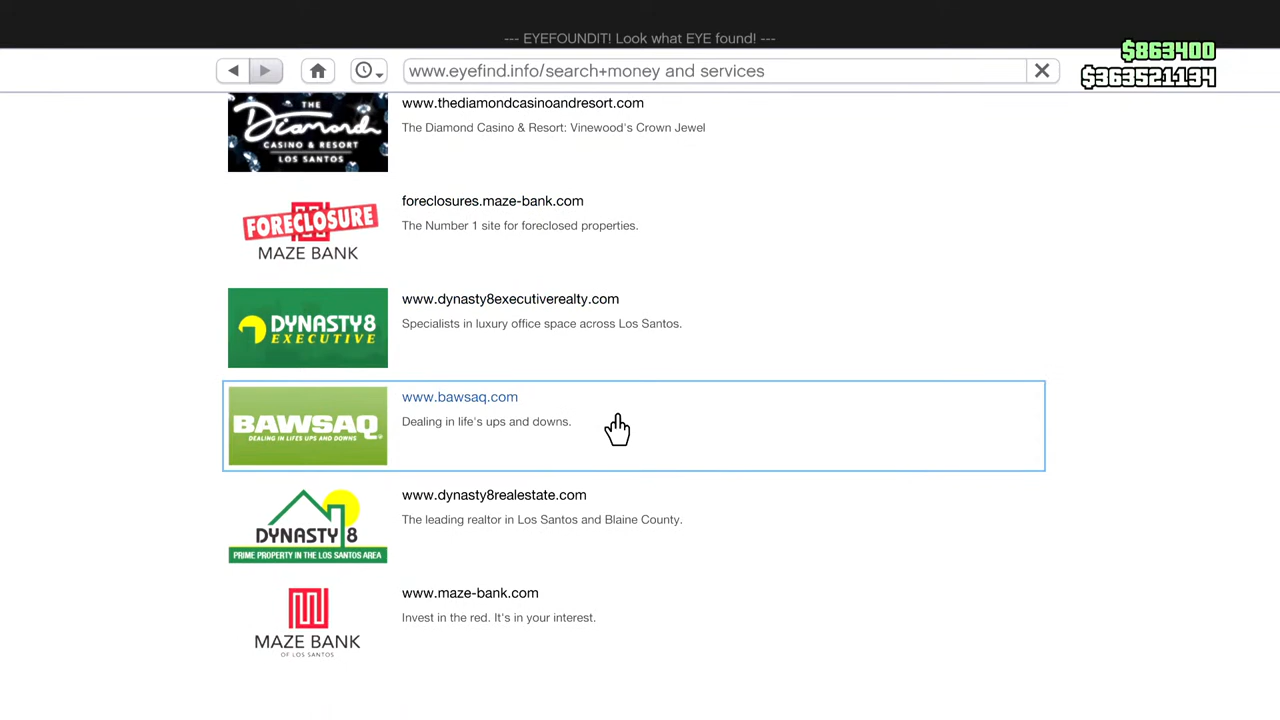 --- EYEFOUNDIT! Look what EYE found! ---
$863400
www.eyefind.info/search+money and services
$363521134
THE
Diamond
CASINO & RESORT
LOS SANTOS
www.thediamondcasinoandresort.com
The Diamond Casino & Resort: Vinewood's Crown Jewel
FORECLOSURE
MAZE BANK
foreclosures.maze-bank.com
The Number 1 site for foreclosed properties.
DYNASTY8
EXECUTIVE
www.dynasty8executiverealty.com
Specialists in luxury office space across Los Santos.
BAWSAQ
DEALING IN LIFES UPS AND DOWNS
www.bawsaq.com
Dealing in life's ups and downs.
DYNASTY 8
PRIME PROPERTY IN THE LOS SANTOS AREA
www.dynasty8realestate.com
The leading realtor in Los Santos and Blaine County.
MAZE BANK
OF LOS SANTOS
www.maze-bank.com
Invest in the red. It's in your interest.